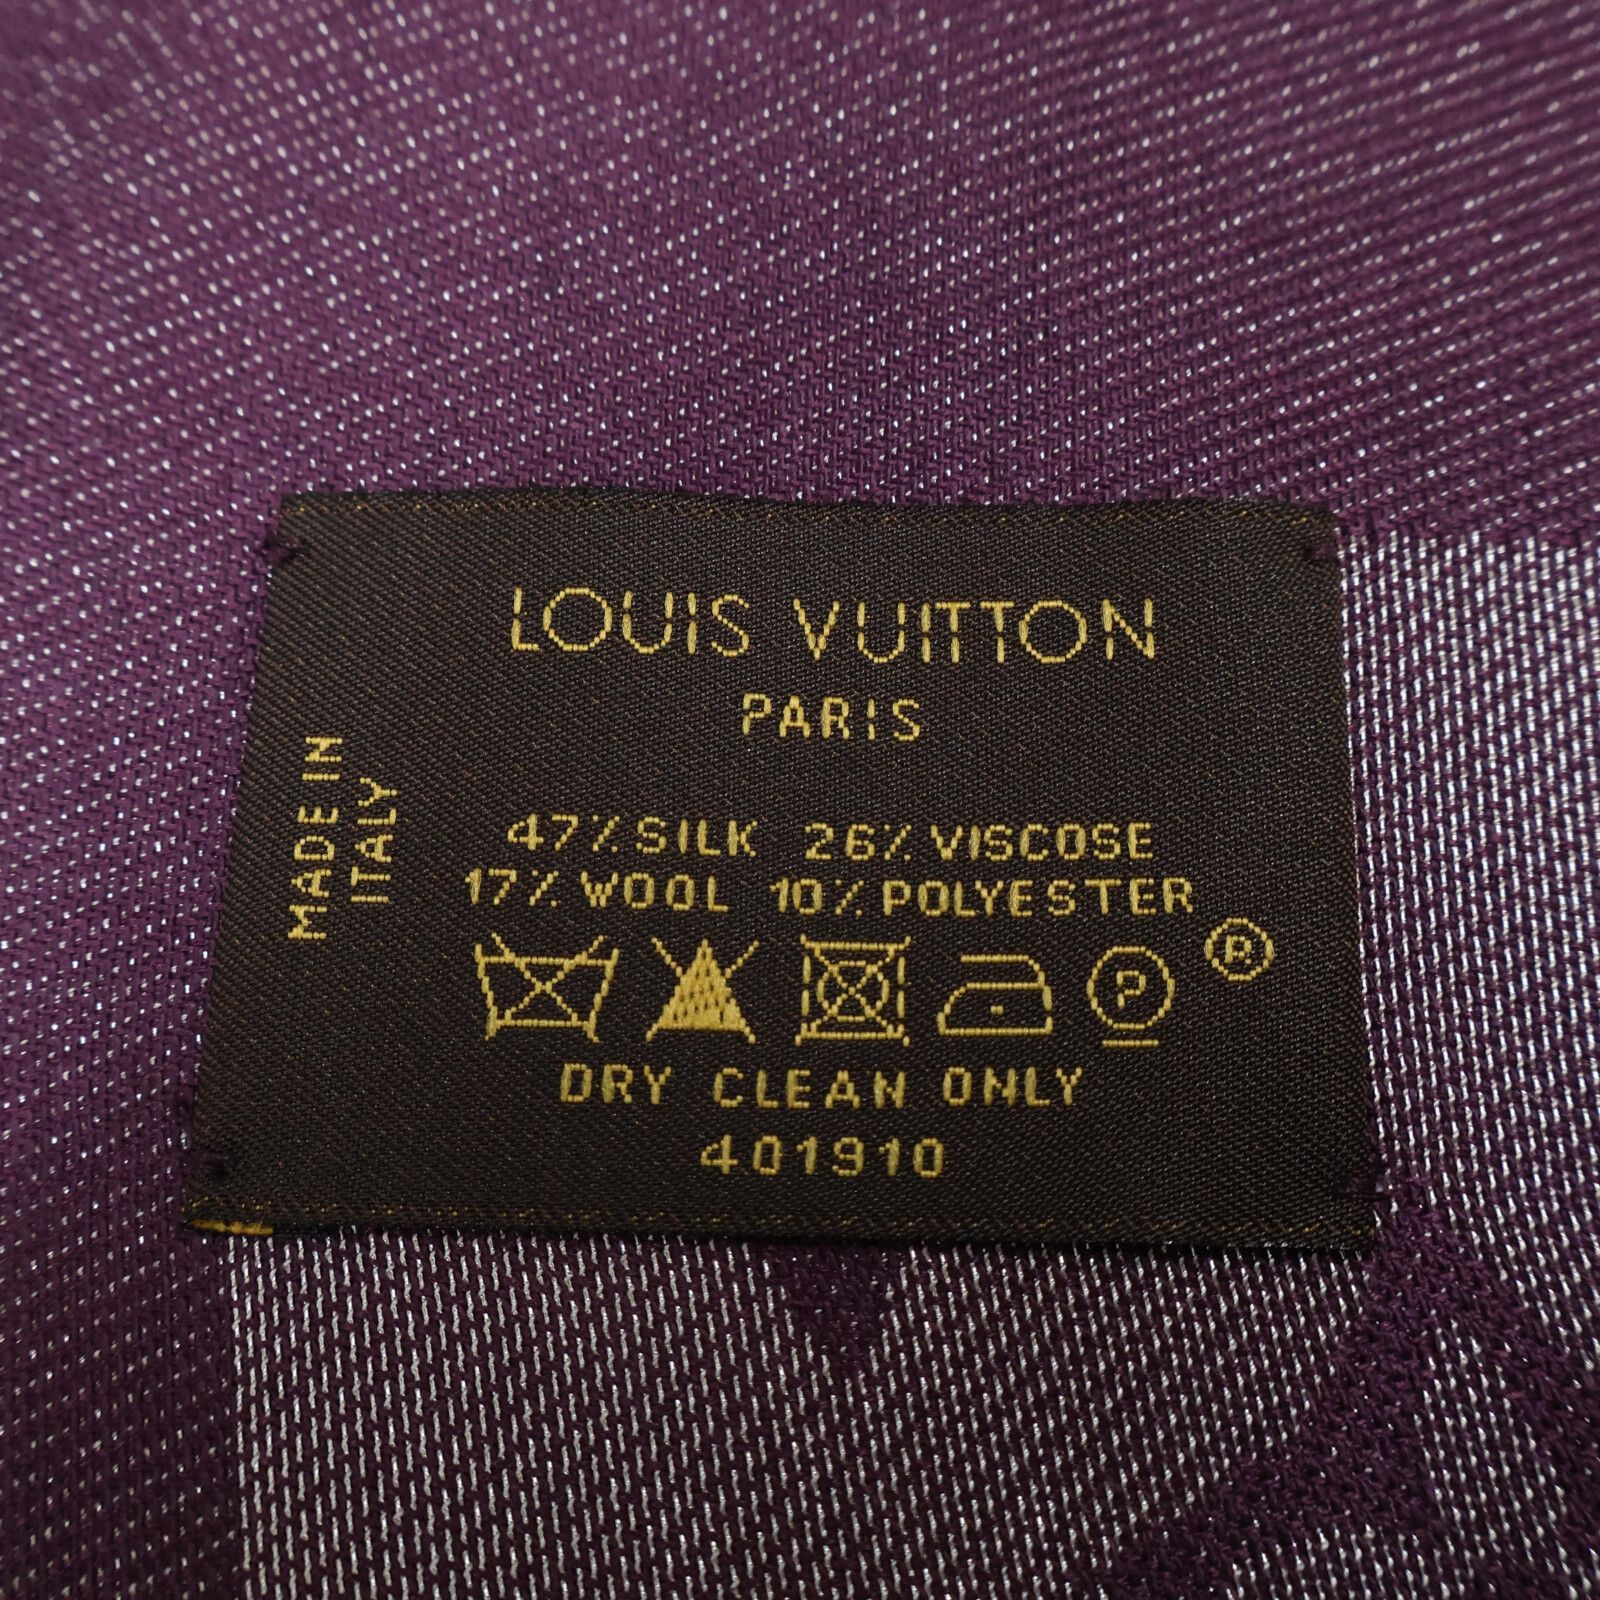 LOUIS VUITTON
PARIS
MADE IN
ITALY
47% SILK 26% VISCOSE
17% WOOL 10% POLYESTER
®
P
DRY CLEAN ONLY
401910